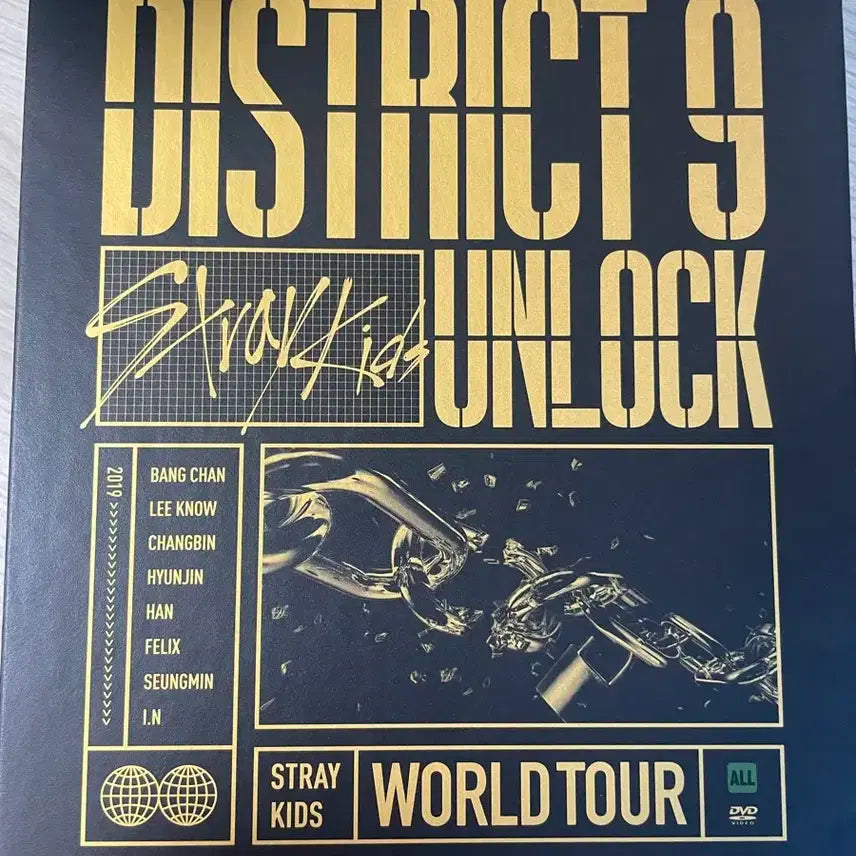 DISTRICT 9
Stray Kids
UNLOCK
2019 >>>>>>>>>>>>>>>>>>>>>>
BANG CHAN
LEE KNOW
CHANGBIN
HYUNJIN
HAN
FELIX
SEUNGMIN
I.N
STRAY
KIDS
WORLD TOUR
ALL
DVD
VIDEO